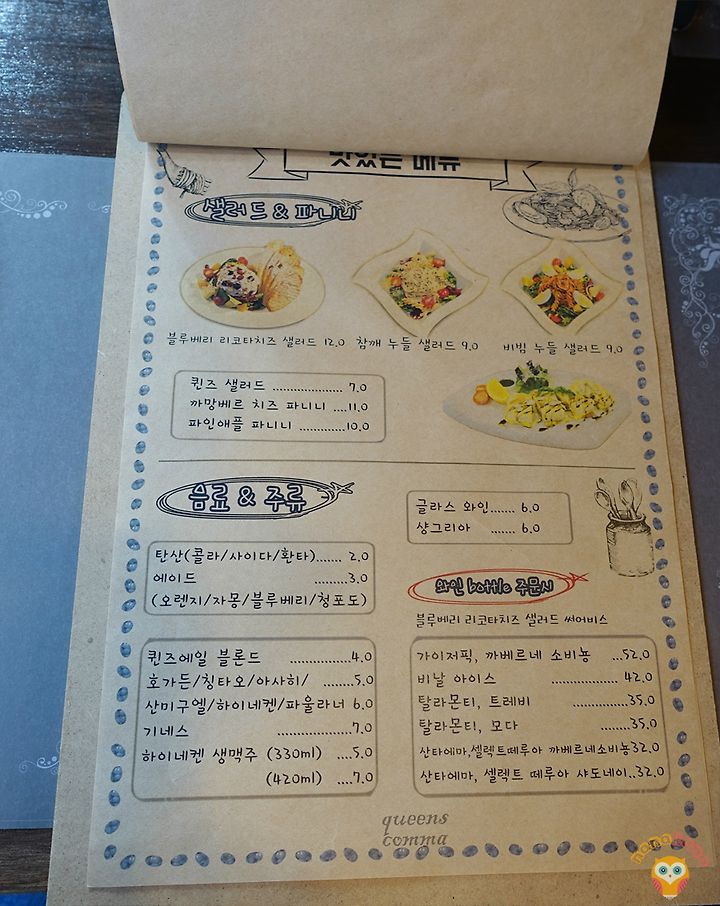 맛있는 메뉴
샐러드 & 파니니
블루베리 리코타치즈 샐러드 12.0 참깨 누들 샐러드 9.0 비빔 누들 샐러드 9.0
퀸즈 샐러드 .................... 7.0
까망베르 치즈 파니니 ....11.0
파인애플 파니니 .............10.0
음료 & 주류
탄산(콜라/사이다/환타)....... 2.0
에이드 .........3.0
(오렌지/자몽/블루베리/청포도)
퀸즈에일 블론드 .................4.0
호가든/칭타오/아사히/ ........5.0
산미구엘/하이네켄/파울라너 6.0
기네스 .....................7.0
하이네켄 생맥주 (330ml) ....5.0
(420ml) ....7.0
글라스 와인....... 6.0
샹그리아 ....... 6.0
와인 bottle 주문시
블루베리 리코타치즈 샐러드 써어비스
가이저픽, 까베르네 소비뇽 ...52.0
비날 아이스 .................. 42.0
탈라몬티, 트레비 ...............35.0
탈라몬티, 모다 ........35.0
산타에마,셀렉트떼루아 까베르네소비뇽32.0
산타에마, 셀렉트 떼루아 샤도네이..32.0
queens
comma